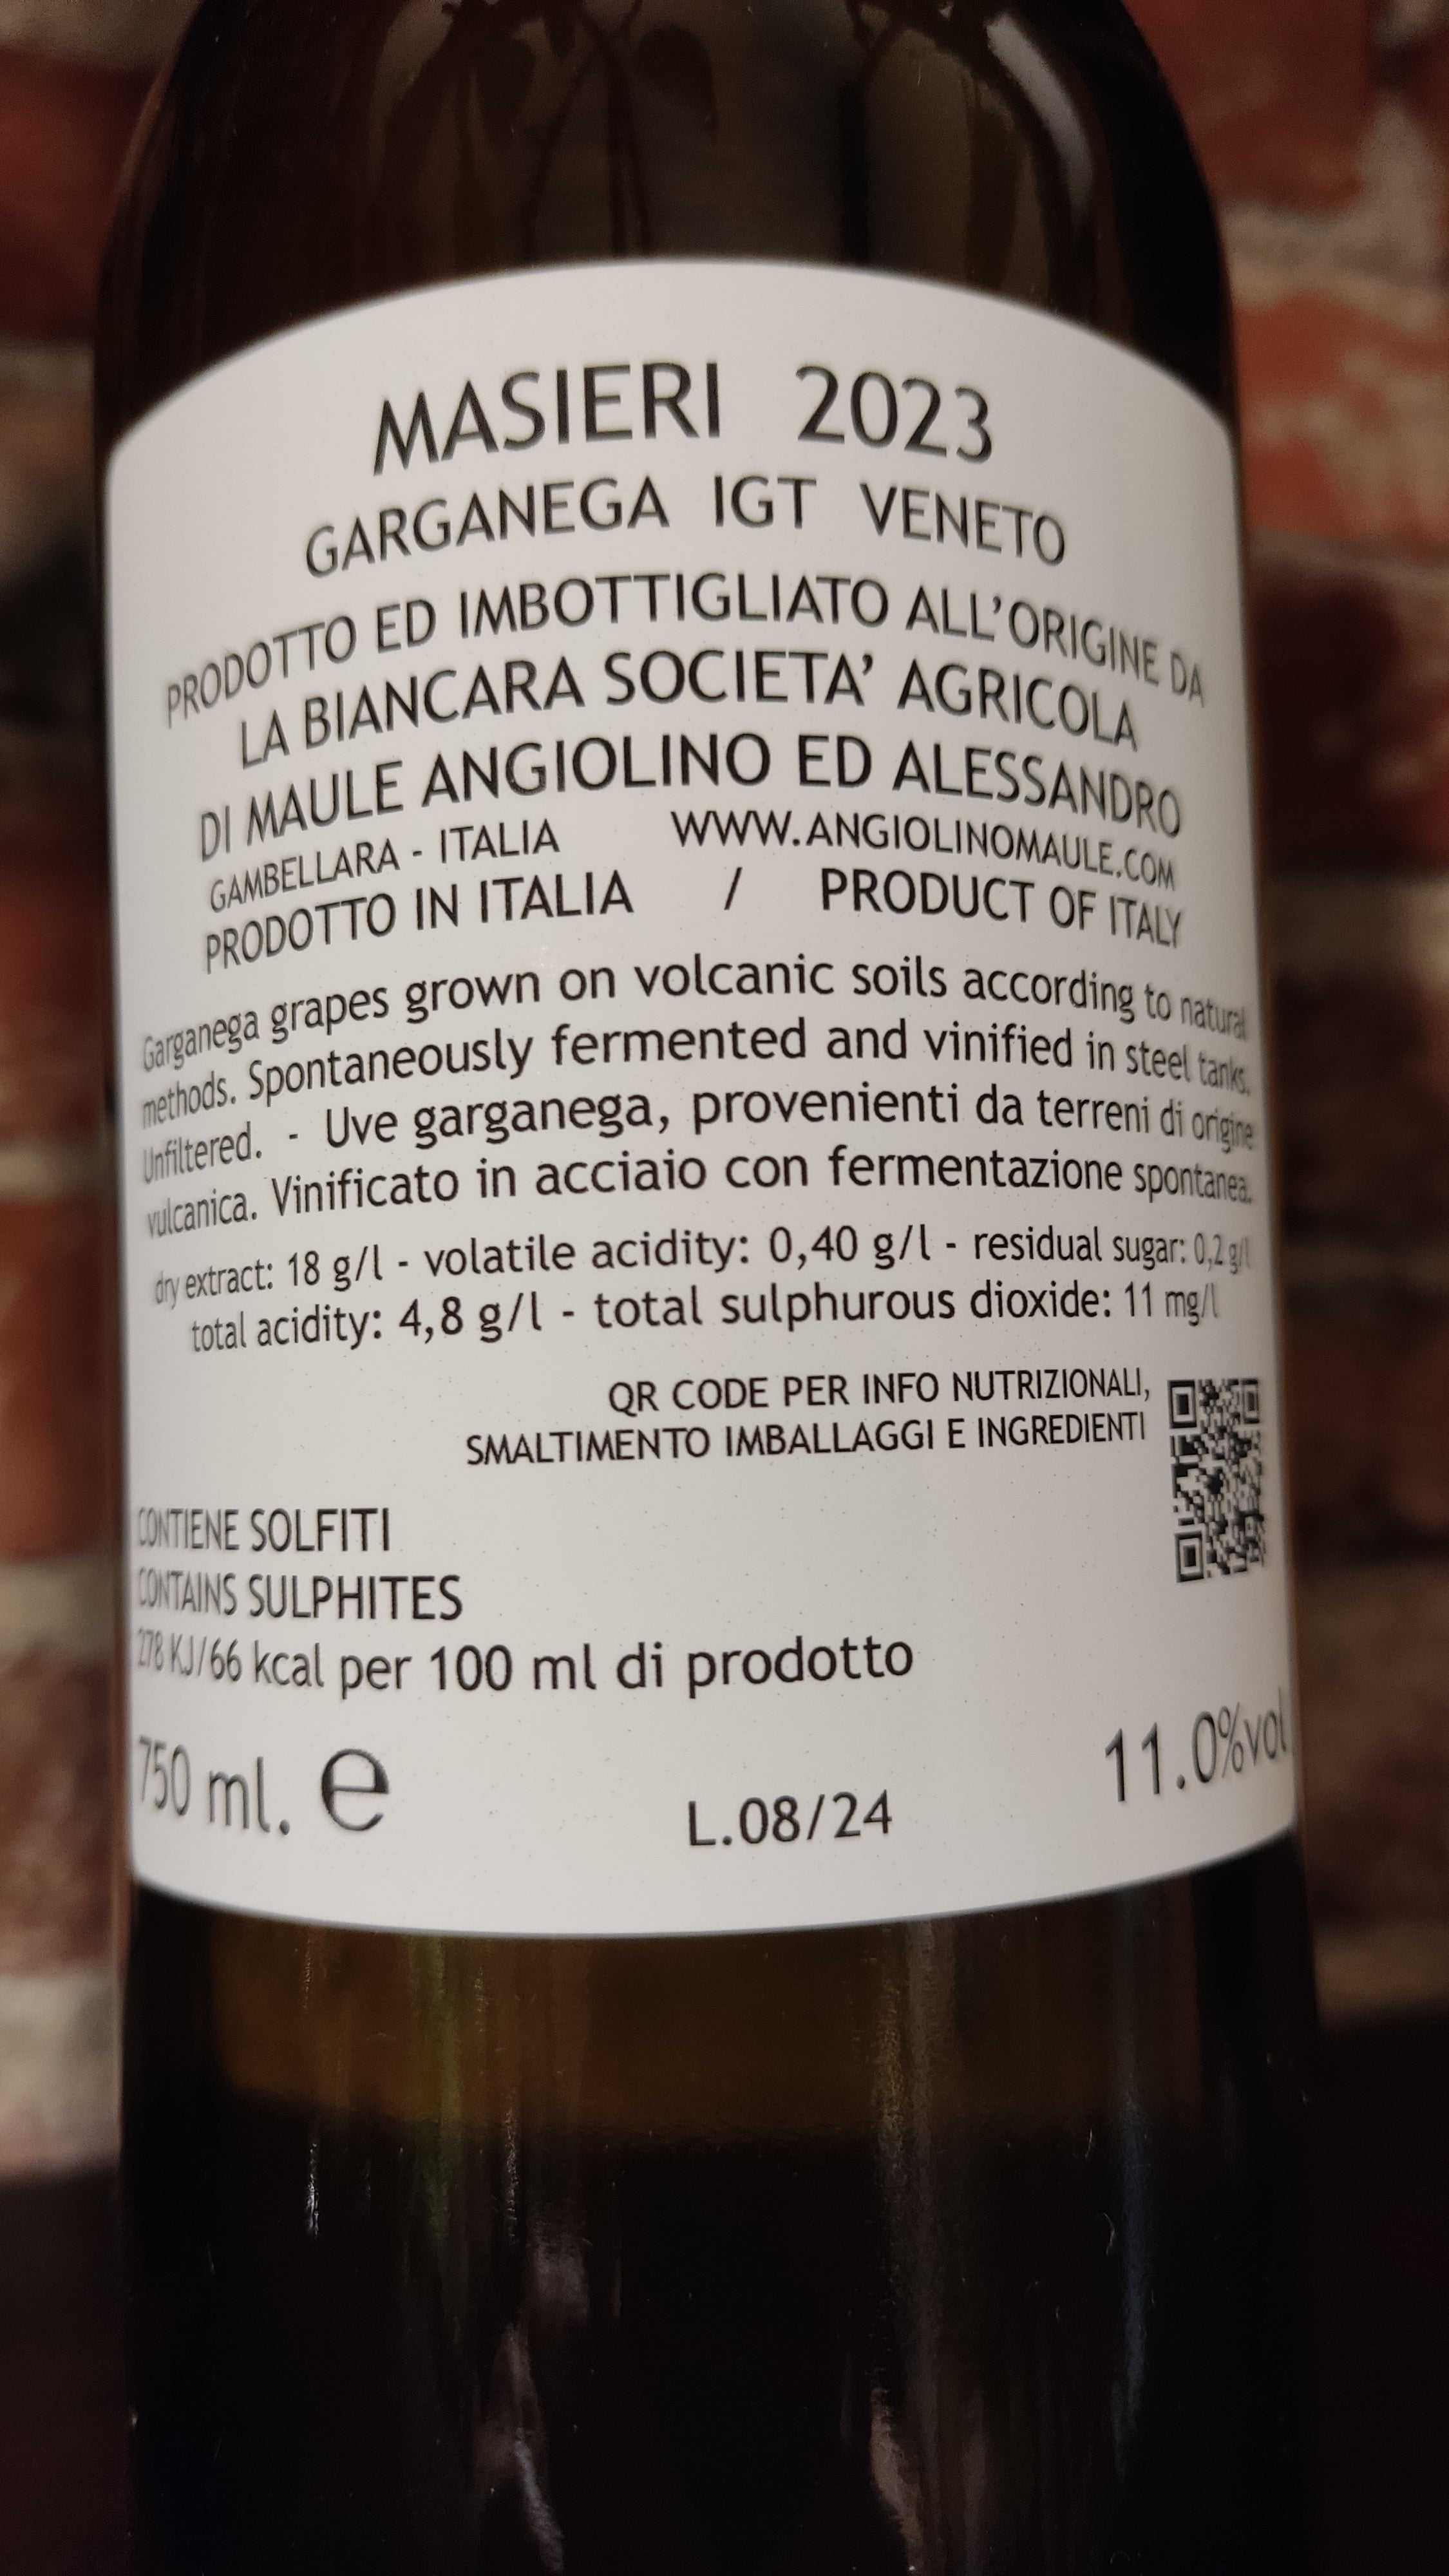 MASIERI 2023
GARGANEGA IGT VENETO
PRODOTTO ED IMBOTTIGLIATO ALL'ORIGINE DA
LA BIANCARA SOCIETA' AGRICOLA
DI MAULE ANGIOLINO ED ALESSANDRO
GAMBELLARA - ITALIA WWW.ANGIOLINOMAULE.COM
PRODOTTO IN ITALIA / PRODUCT OF ITALY
Garganega grapes grown on volcanic soils according to natural
methods. Spontaneously fermented and vinified in steel tanks.
Unfiltered. - Uve garganega, provenienti da terreni di origine
vulcanica. Vinificato in acciaio con fermentazione spontanea.
dry extract: 18 g/l - volatile acidity: 0,40 g/l - residual sugar: 0,2 g/l
total acidity: 4,8 g/l - total sulphurous dioxide: 11 mg/l
QR CODE PER INFO NUTRIZIONALI,
SMALTIMENTO IMBALLAGGI E INGREDIENTI
CONTIENE SOLFITI
CONTAINS SULPHITES
278 KJ/66 kcal per 100 ml di prodotto
750 ml. e L.08/24 11.0%vol